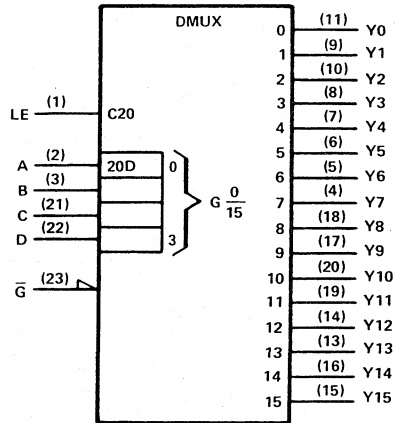 DMUX
0 (11) Y0
1 (9) Y1
2 (10) Y2
3 (8) Y3
LE (1) C20
4 (7) Y4
A (2) 20D 0
5 (6) Y5
B (3)
6 (5) Y6
C (21) G 0/15
7 (4) Y7
D (22) 3
8 (18) Y8
9 (17) Y9
G̅ (23)
10 (20) Y10
11 (19) Y11
12 (14) Y12
13 (13) Y13
14 (16) Y14
15 (15) Y15